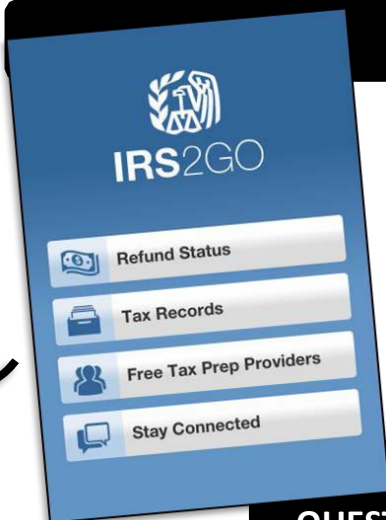 IRS2GO
Refund Status
Tax Records
Free Tax Prep Providers
Stay Connected